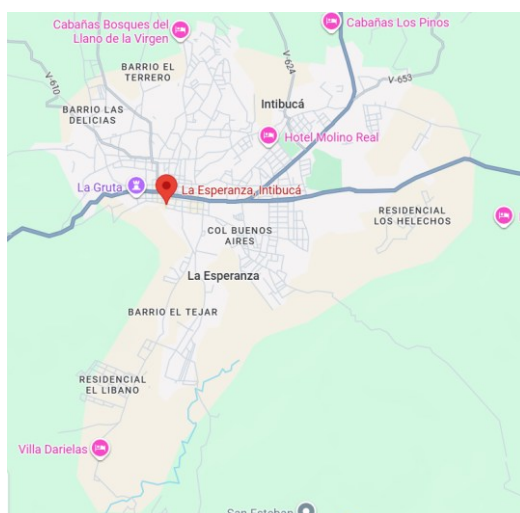 Cabañas Bosques del
Llano de la Virgen
Cabañas Los Pinos
BARRIO EL
TERRERO
V-624
V-653
V-610
BARRIO LAS
DELICIAS
Intibucá
Hotel Molino Real
La Gruta
La Esperanza, Intibucá
RESIDENCIAL
LOS HELECHOS
COL BUENOS
AIRES
La Esperanza
BARRIO EL TEJAR
RESIDENCIAL
EL LIBANO
Villa Darielas
San Esteban